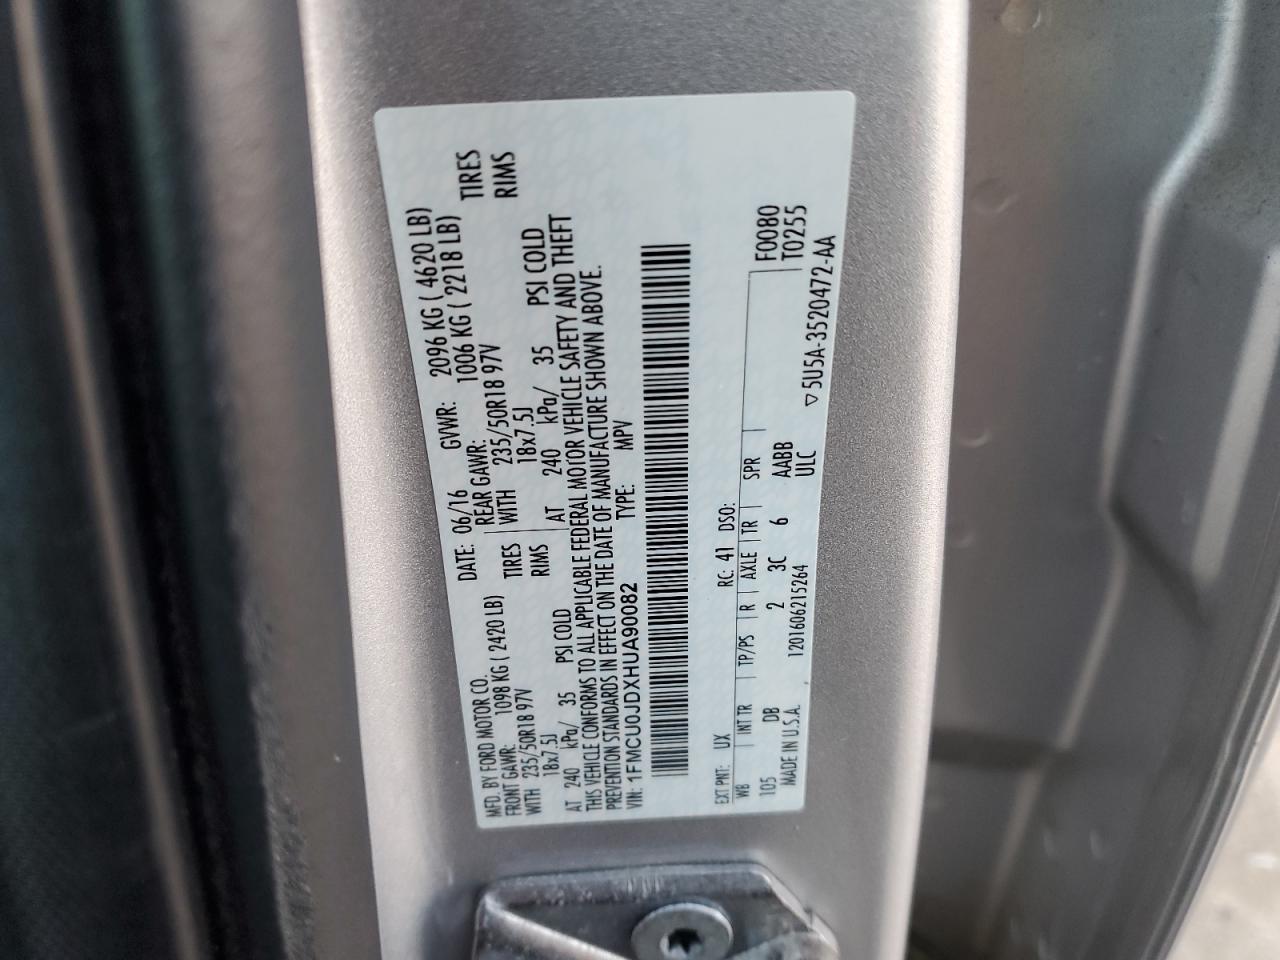 MFD. BY FORD MOTOR CO. DATE: 06/16 GVWR: 2096 KG ( 4620 LB)
FRONT GAWR: 1098 KG ( 2420 LB) REAR GAWR: 1006 KG ( 2218 LB)
WITH 235/50R18 97V TIRES WITH 235/50R18 97V TIRES
18x7.5J RIMS 18x7.5J RIMS
AT 240 kPa/ 35 PSI COLD AT 240 kPa/ 35 PSI COLD
THIS VEHICLE CONFORMS TO ALL APPLICABLE FEDERAL MOTOR VEHICLE SAFETY AND THEFT
PREVENTION STANDARDS IN EFFECT ON THE DATE OF MANUFACTURE SHOWN ABOVE.
VIN: 1FMCU0JDXHUA90082 TYPE: MPV
EXT PNT: UX RC: 41 DSO:
WB INT TR TP/PS R AXLE TR SPR F0080
105 DB 2 3C 6 AABB T0255
MADE IN U.S.A. 1201606215264 ULC
▽5U5A-3520472-AA